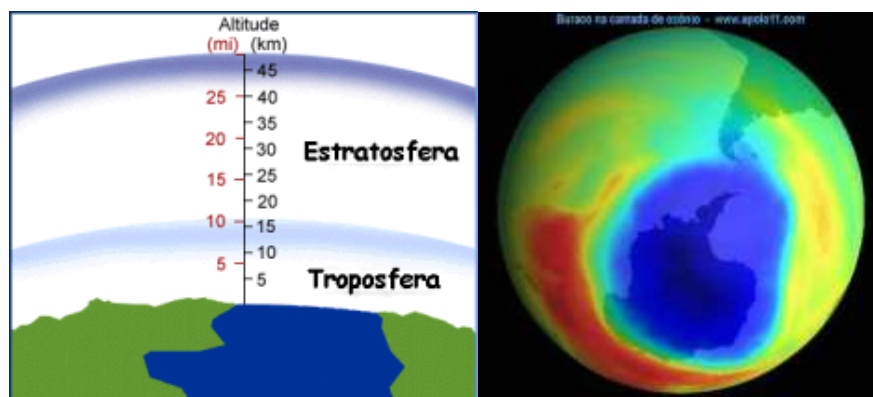 Altitude
(mi) (km)
45
25 40
35
20 30
Estratosfera
15 25
20
10 15
10
5
Troposfera
5
Buraco na camada de ozônio - www.apolo11.com